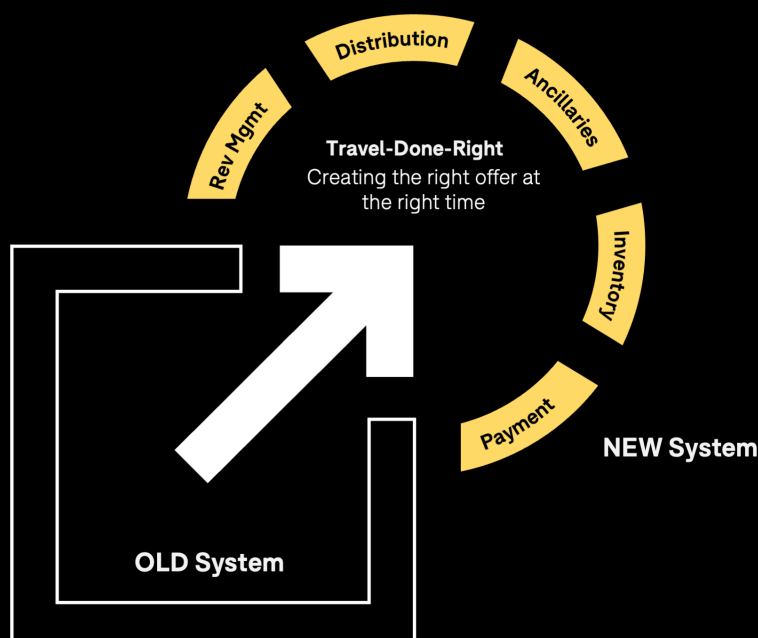 Distribution
Rev Mgmt
Ancillaries
Travel-Done-Right
Creating the right offer at
the right time
Inventory
Payment
NEW System
OLD System